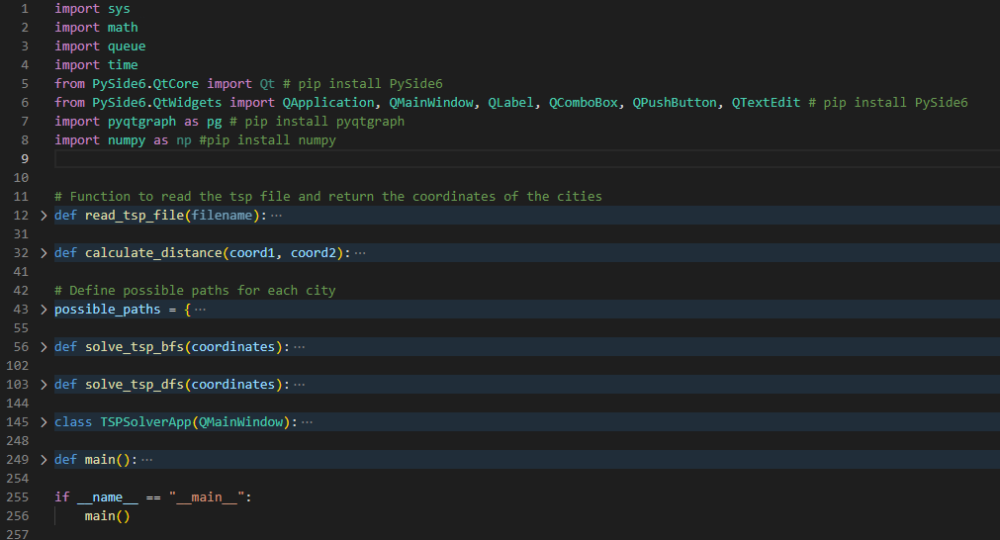 1 import sys
2 import math
3 import queue
4 import time
5 from PySide6.QtCore import Qt # pip install PySide6
6 from PySide6.QtWidgets import QApplication, QMainWindow, QLabel, QComboBox, QPushButton, QTextEdit # pip install PySide6
7 import pyqtgraph as pg # pip install pyqtgraph
8 import numpy as np #pip install numpy
9
10
11 # Function to read the tsp file and return the coordinates of the cities
12 > def read_tsp_file(filename): ···
31
32 > def calculate_distance(coord1, coord2): ···
41
42 # Define possible paths for each city
43 > possible_paths = { ···
55
56 > def solve_tsp_bfs(coordinates): ···
102
103 > def solve_tsp_dfs(coordinates): ···
144
145 > class TSPSolverApp(QMainWindow): ···
248
249 > def main(): ···
254
255 if __name__ == "__main__":
256     main()
257